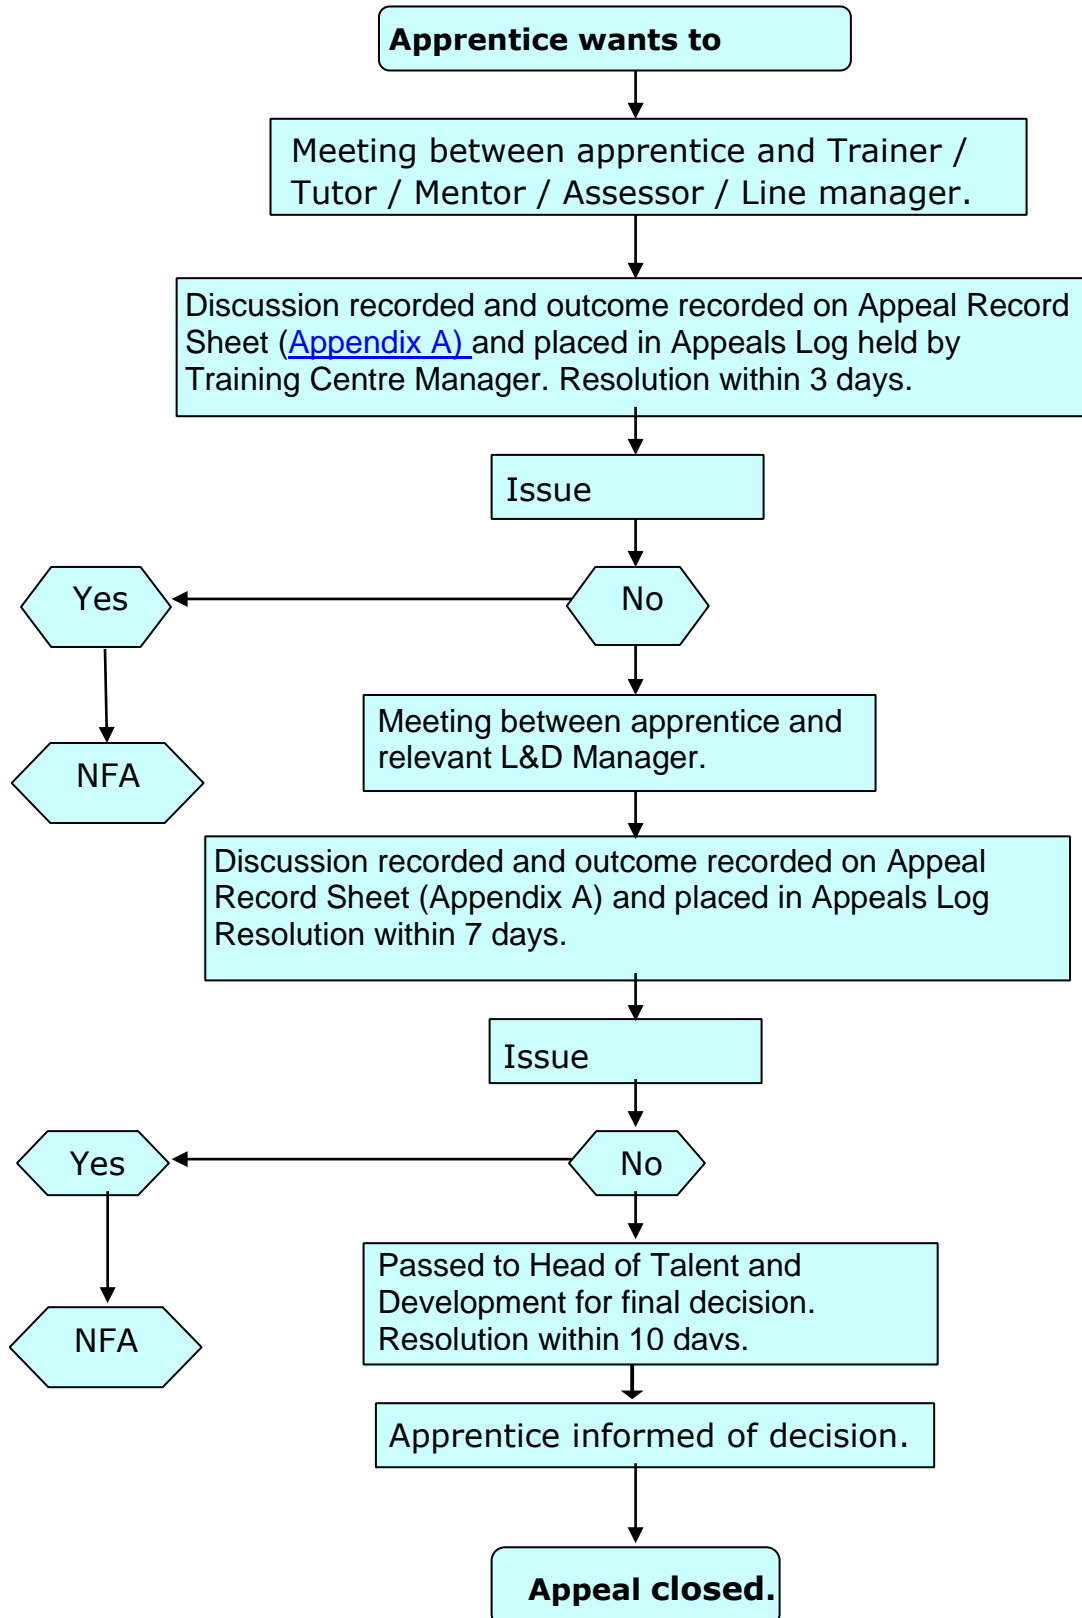 Apprentice wants to
Meeting between apprentice and Trainer /
Tutor / Mentor / Assessor / Line manager.
Discussion recorded and outcome recorded on Appeal Record
Sheet (Appendix A) and placed in Appeals Log held by
Training Centre Manager. Resolution within 3 days.
Issue
Yes
No
NFA
Meeting between apprentice and
relevant L&D Manager.
Discussion recorded and outcome recorded on Appeal
Record Sheet (Appendix A) and placed in Appeals Log
Resolution within 7 days.
Issue
Yes
No
Passed to Head of Talent and
Development for final decision.
Resolution within 10 days.
NFA
Apprentice informed of decision.
Appeal closed.